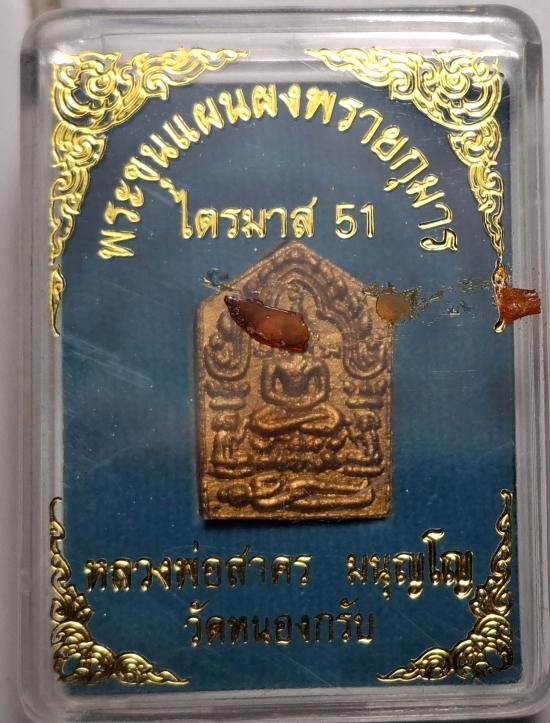 พระขุนแผนผงพรายกุมาร
ไตรมาส 51
หลวงพ่อสาคร มนุญโญ
วัดหนองกรับ